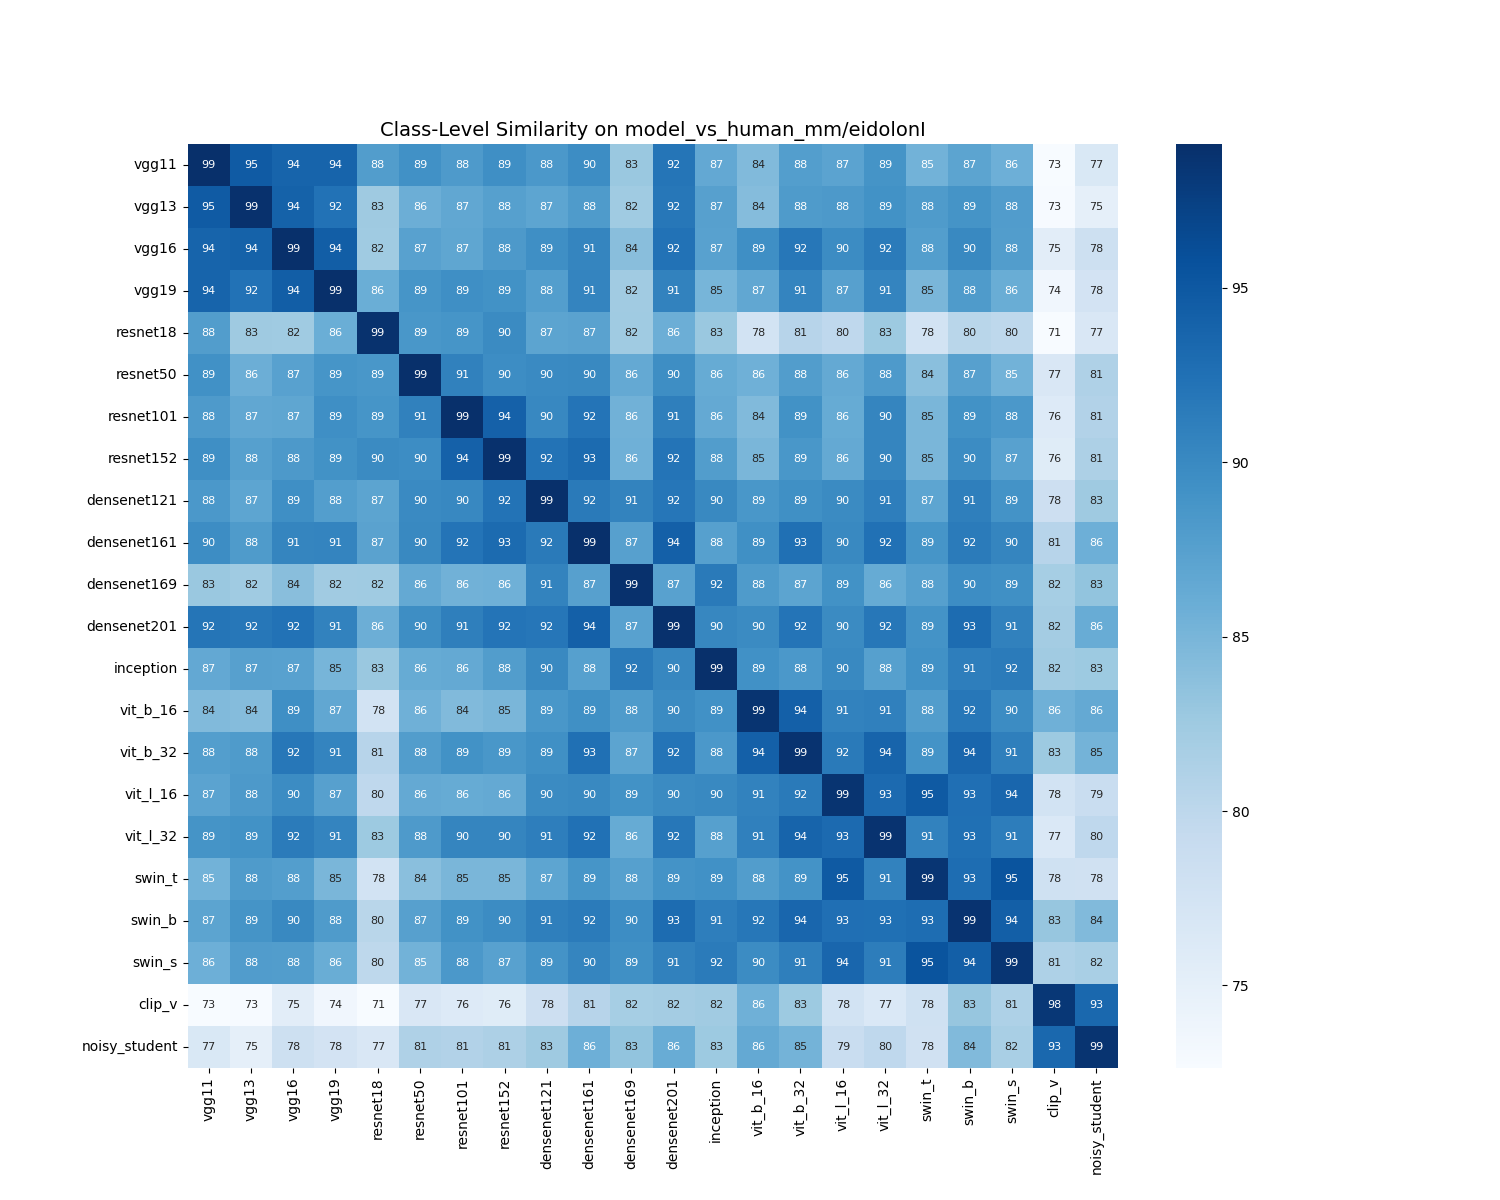 Class-Level Similarity on model_vs_human_mm/eidolonI
vgg11 99 95 94 94 88 89 88 89 88 90 83 92 87 84 88 87 89 85 87 86 73 77
vgg13 95 99 94 92 83 86 87 88 87 88 82 92 87 84 88 88 89 88 89 88 73 75
vgg16 94 94 99 94 82 87 87 88 89 91 84 92 87 89 92 90 92 88 90 88 75 78
vgg19 94 92 94 99 86 89 89 89 88 91 82 91 85 87 91 87 91 85 88 86 74 78
resnet18 88 83 82 86 99 89 89 90 87 87 82 86 83 78 81 80 83 78 80 80 71 77
resnet50 89 86 87 89 89 99 91 90 90 90 86 90 86 86 88 86 88 84 87 85 77 81
resnet101 88 87 87 89 89 91 99 94 90 92 86 91 86 84 89 86 90 85 89 88 76 81
resnet152 89 88 88 89 90 90 94 99 92 93 86 92 88 85 89 86 90 85 90 87 76 81
densenet121 88 87 89 88 87 90 90 92 99 92 91 92 90 89 89 90 91 87 91 89 78 83
densenet161 90 88 91 91 87 90 92 93 92 99 87 94 88 89 93 90 92 89 92 90 81 86
densenet169 83 82 84 82 82 86 86 86 91 87 99 87 92 88 87 89 86 88 90 89 82 83
densenet201 92 92 92 91 86 90 91 92 92 94 87 99 90 90 92 90 92 89 93 91 82 86
inception 87 87 87 85 83 86 86 88 90 88 92 90 99 89 88 90 88 89 91 92 82 83
vit_b_16 84 84 89 87 78 86 84 85 89 89 88 90 89 99 94 91 91 88 92 90 86 86
vit_b_32 88 88 92 91 81 88 89 89 89 93 87 92 88 94 99 92 94 89 94 91 83 85
vit_l_16 87 88 90 87 80 86 86 86 90 90 89 90 90 91 92 99 93 95 93 94 78 79
vit_l_32 89 89 92 91 83 88 90 90 91 92 86 92 88 91 94 93 99 91 93 91 77 80
swin_t 85 88 88 85 78 84 85 85 87 89 88 89 89 88 89 95 91 99 93 95 78 78
swin_b 87 89 90 88 80 87 89 90 91 92 90 93 91 92 94 93 93 93 99 94 83 84
swin_s 86 88 88 86 80 85 88 87 89 90 89 91 92 90 91 94 91 95 94 99 81 82
clip_v 73 73 75 74 71 77 76 76 78 81 82 82 82 86 83 78 77 78 83 81 98 93
noisy_student 77 75 78 78 77 81 81 81 83 86 83 86 83 86 85 79 80 78 84 82 93 99
vgg11 vgg13 vgg16 vgg19 resnet18 resnet50 resnet101 resnet152 densenet121 densenet161 densenet169 densenet201 inception vit_b_16 vit_b_32 vit_l_16 vit_l_32 swin_t swin_b swin_s clip_v noisy_student
95
90
85
80
75